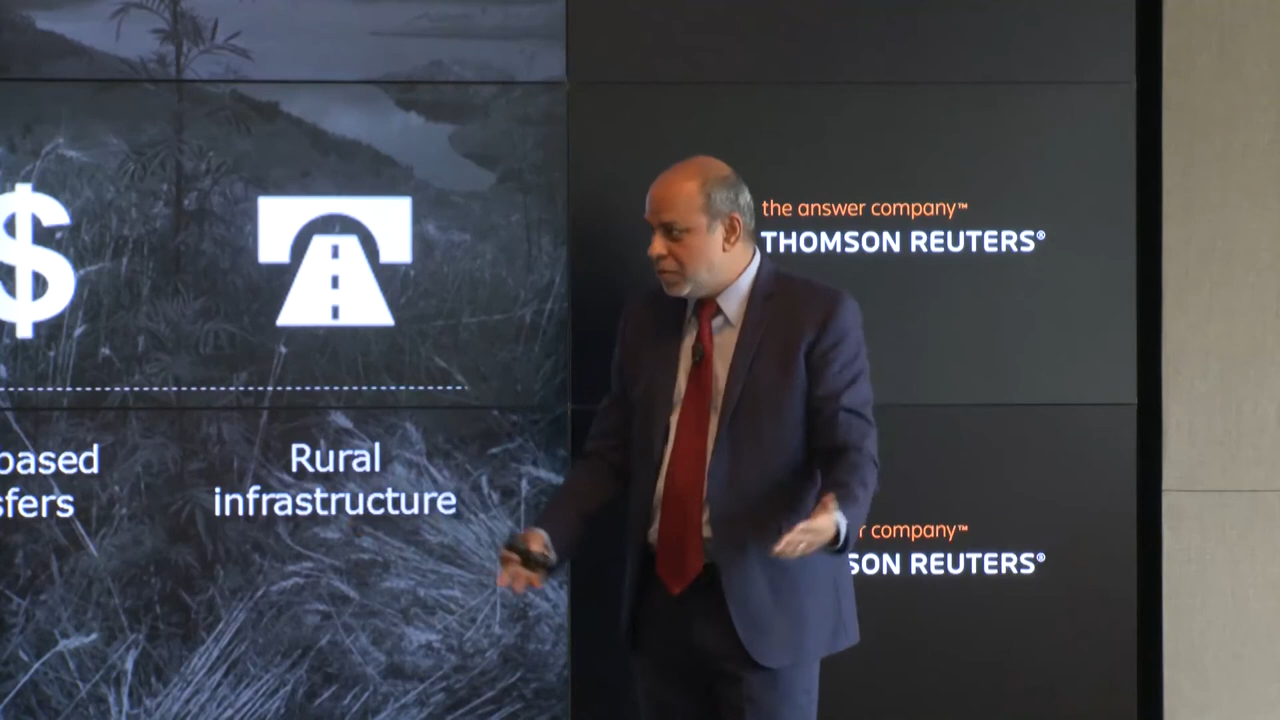 the answer company™
THOMSON REUTERS®
$
based
sfers
Rural
infrastructure
company™
SON REUTERS®